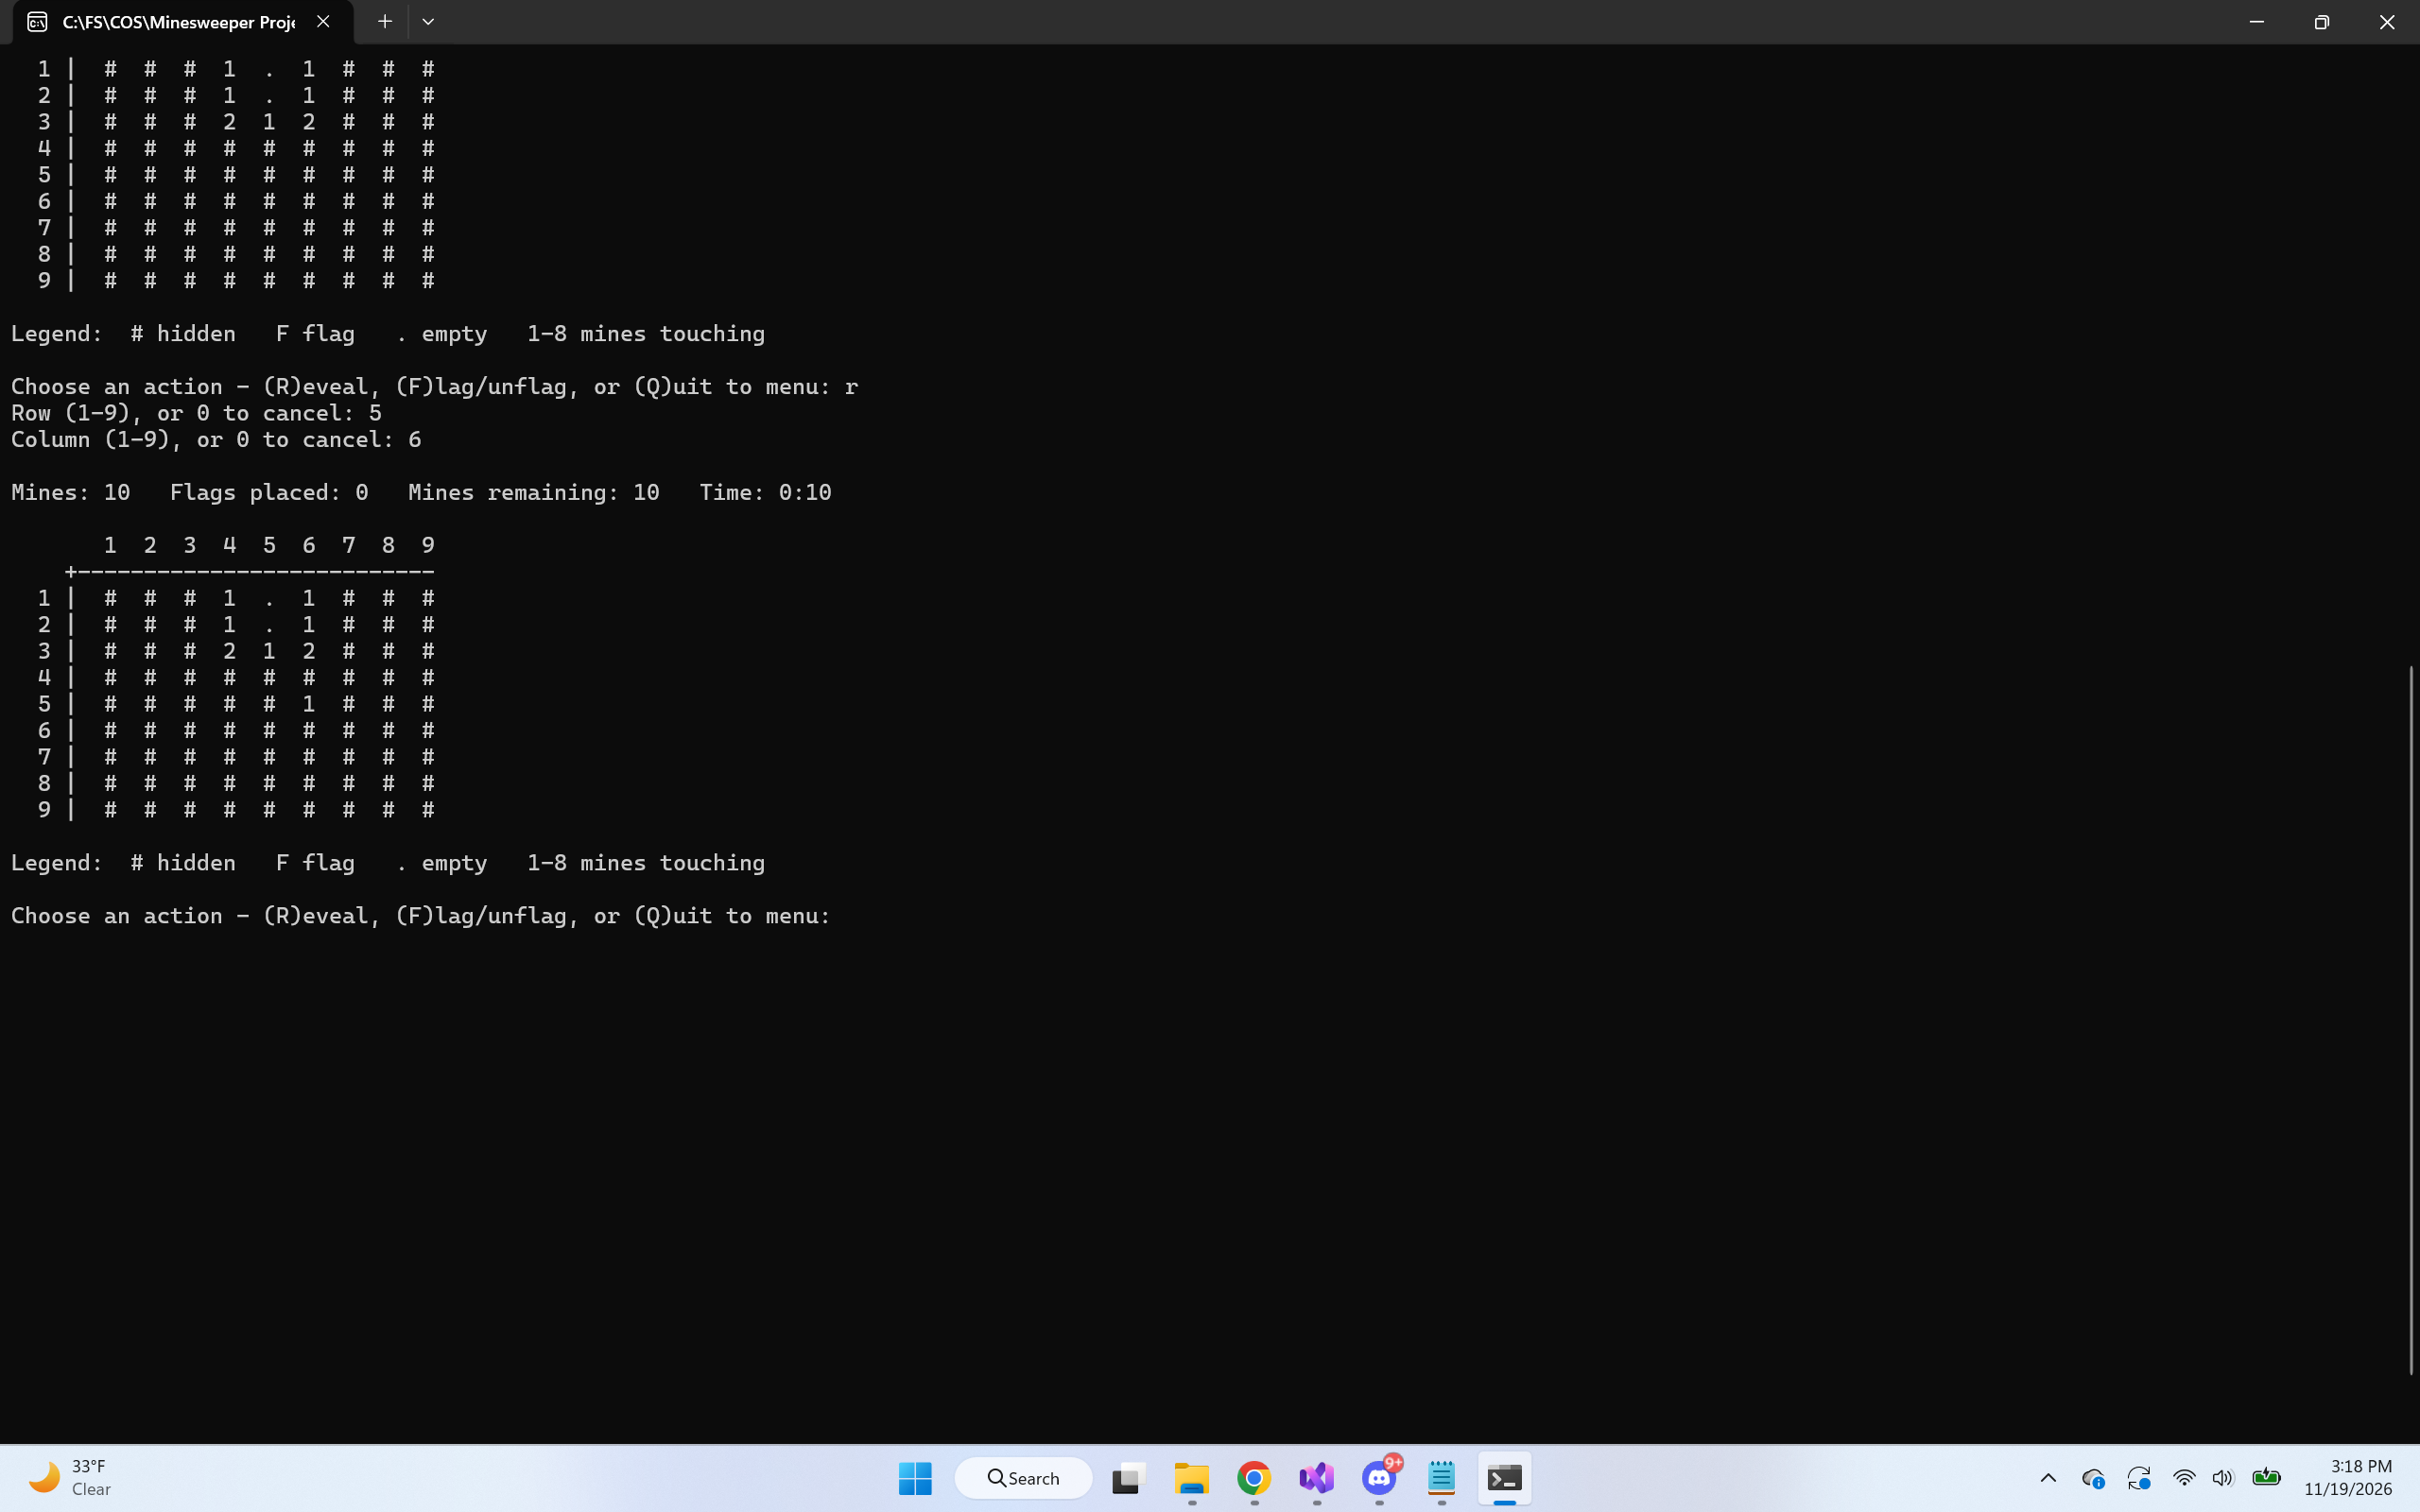 C:\FS\COS\Minesweeper Proje
1 | # # # 1 . 1 # # #
2 | # # # 1 . 1 # # #
3 | # # # 2 1 2 # # #
4 | # # # # # # # # #
5 | # # # # # # # # #
6 | # # # # # # # # #
7 | # # # # # # # # #
8 | # # # # # # # # #
9 | # # # # # # # # #
Legend:  # hidden   F flag   . empty   1-8 mines touching
Choose an action - (R)eveal, (F)lag/unflag, or (Q)uit to menu: r
Row (1-9), or 0 to cancel: 5
Column (1-9), or 0 to cancel: 6
Mines: 10   Flags placed: 0   Mines remaining: 10   Time: 0:10
1 2 3 4 5 6 7 8 9
+---------------------------
1 | # # # 1 . 1 # # #
2 | # # # 1 . 1 # # #
3 | # # # 2 1 2 # # #
4 | # # # # # # # # #
5 | # # # # # 1 # # #
6 | # # # # # # # # #
7 | # # # # # # # # #
8 | # # # # # # # # #
9 | # # # # # # # # #
Legend:  # hidden   F flag   . empty   1-8 mines touching
Choose an action - (R)eveal, (F)lag/unflag, or (Q)uit to menu:
33°F
Clear
Search
9+
3:18 PM
11/19/2026